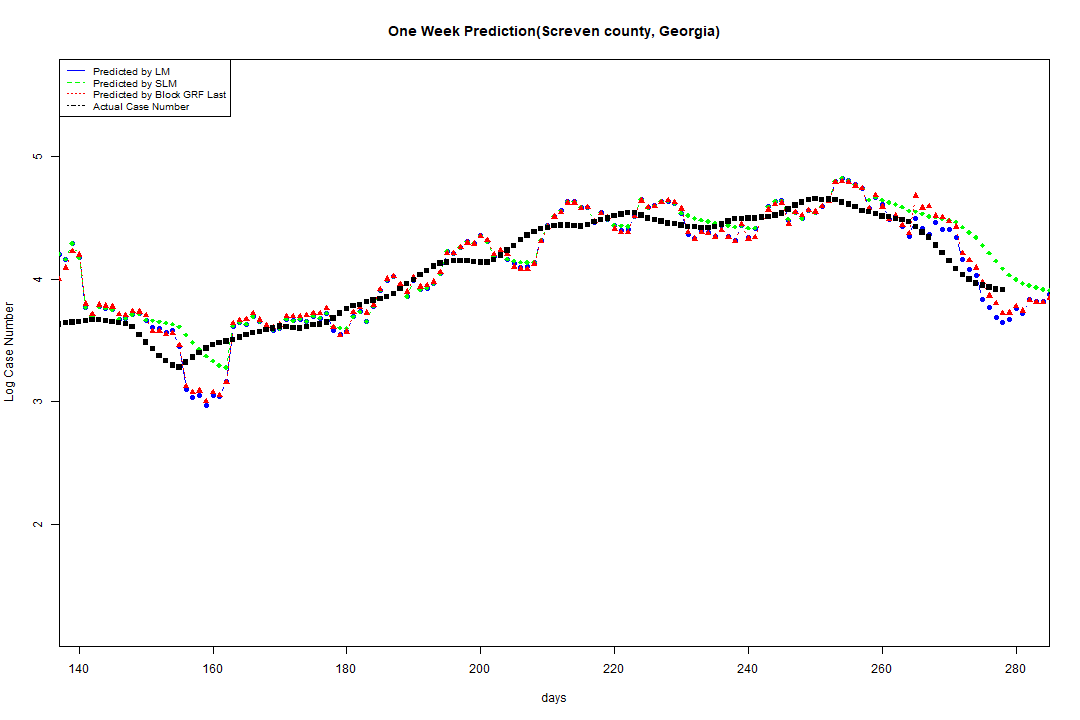 One Week Prediction(Screven county, Georgia)
Predicted by LM
Predicted by SLM
Predicted by Block GRF Last
Actual Case Number
5
4
3
2
Log Case Number
140 160 180 200 220 240 260 280
days